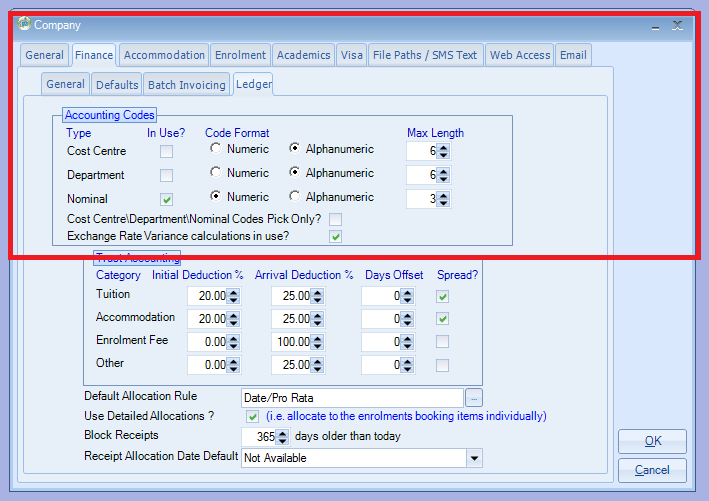 Company
General Finance Accommodation Enrolment Academics Visa File Paths / SMS Text Web Access Email
General Defaults Batch Invoicing Ledger
Accounting Codes
Type In Use? Code Format Max Length
Cost Centre Numeric Alphanumeric 6
Department Numeric Alphanumeric 6
Nominal Numeric Alphanumeric 3
Cost Centre\Department\Nominal Codes Pick Only?
Exchange Rate Variance calculations in use?
Trust Accounting
Category Initial Deduction % Arrival Deduction % Days Offset Spread?
Tuition 20.00 25.00 0
Accommodation 20.00 25.00 0
Enrolment Fee 0.00 100.00 0
Other 0.00 25.00 0
Default Allocation Rule Date/Pro Rata ...
Use Detailed Allocations ? (i.e. allocate to the enrolments booking items individually)
Block Receipts 365 days older than today
Receipt Allocation Date Default Not Available
OK
Cancel